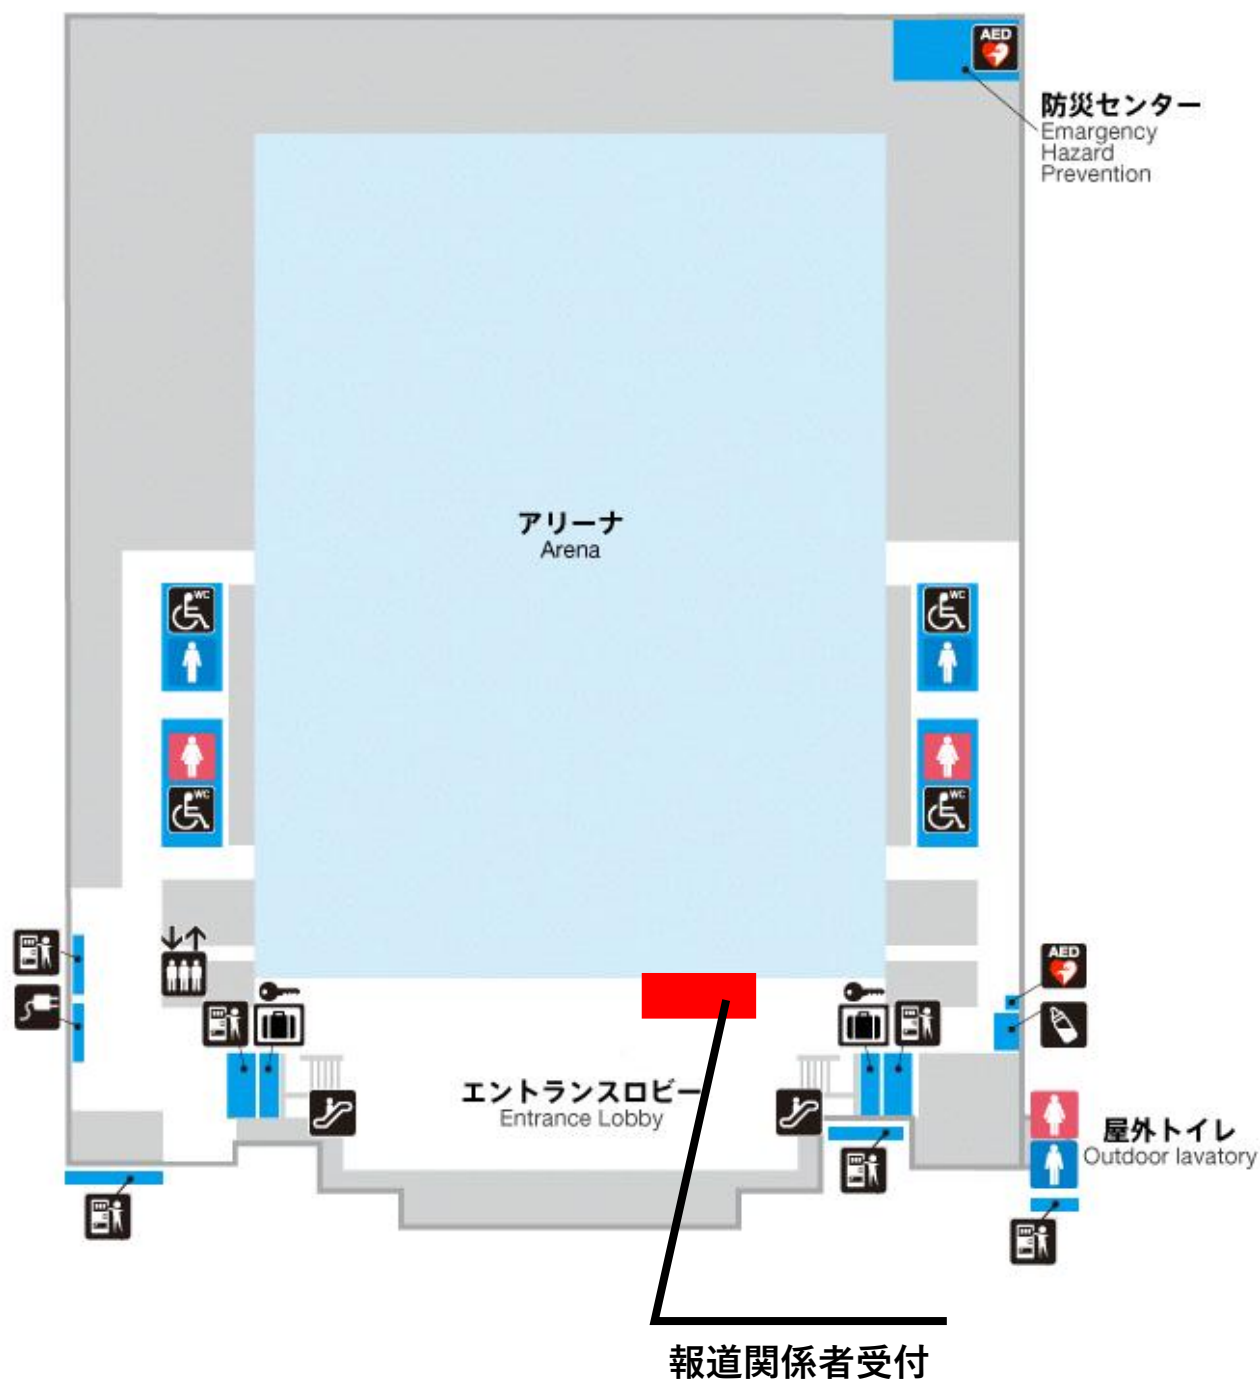 AED
防災センター
Emargency
Hazard
Prevention
アリーナ
Arena
WC
WC
WC
WC
AED
エントランスロビー
Entrance Lobby
屋外トイレ
Outdoor lavatory
報道関係者受付